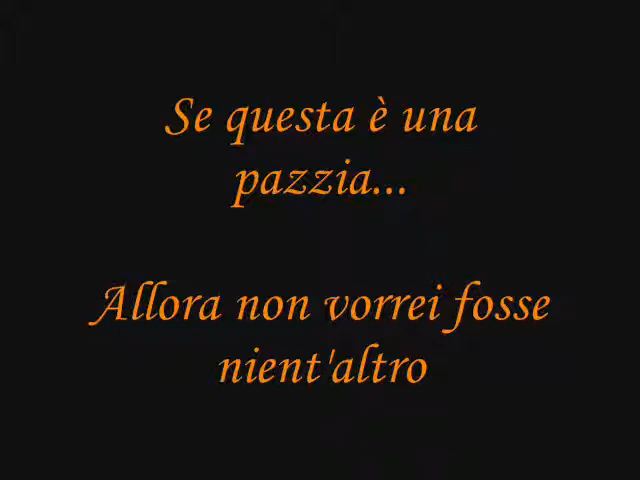 Se questa è una
pazzia...
Allora non vorrei fosse
nient'altro